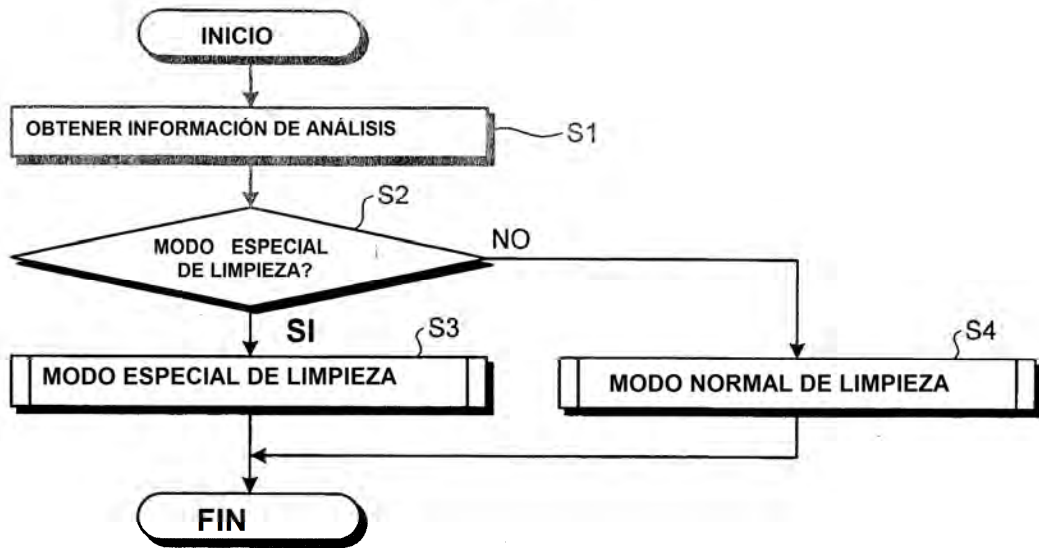 INICIO
OBTENER INFORMACIÓN DE ANÁLISIS
S1
S2
MODO ESPECIAL
DE LIMPIEZA?
NO
SI
S3
MODO ESPECIAL DE LIMPIEZA
S4
MODO NORMAL DE LIMPIEZA
FIN